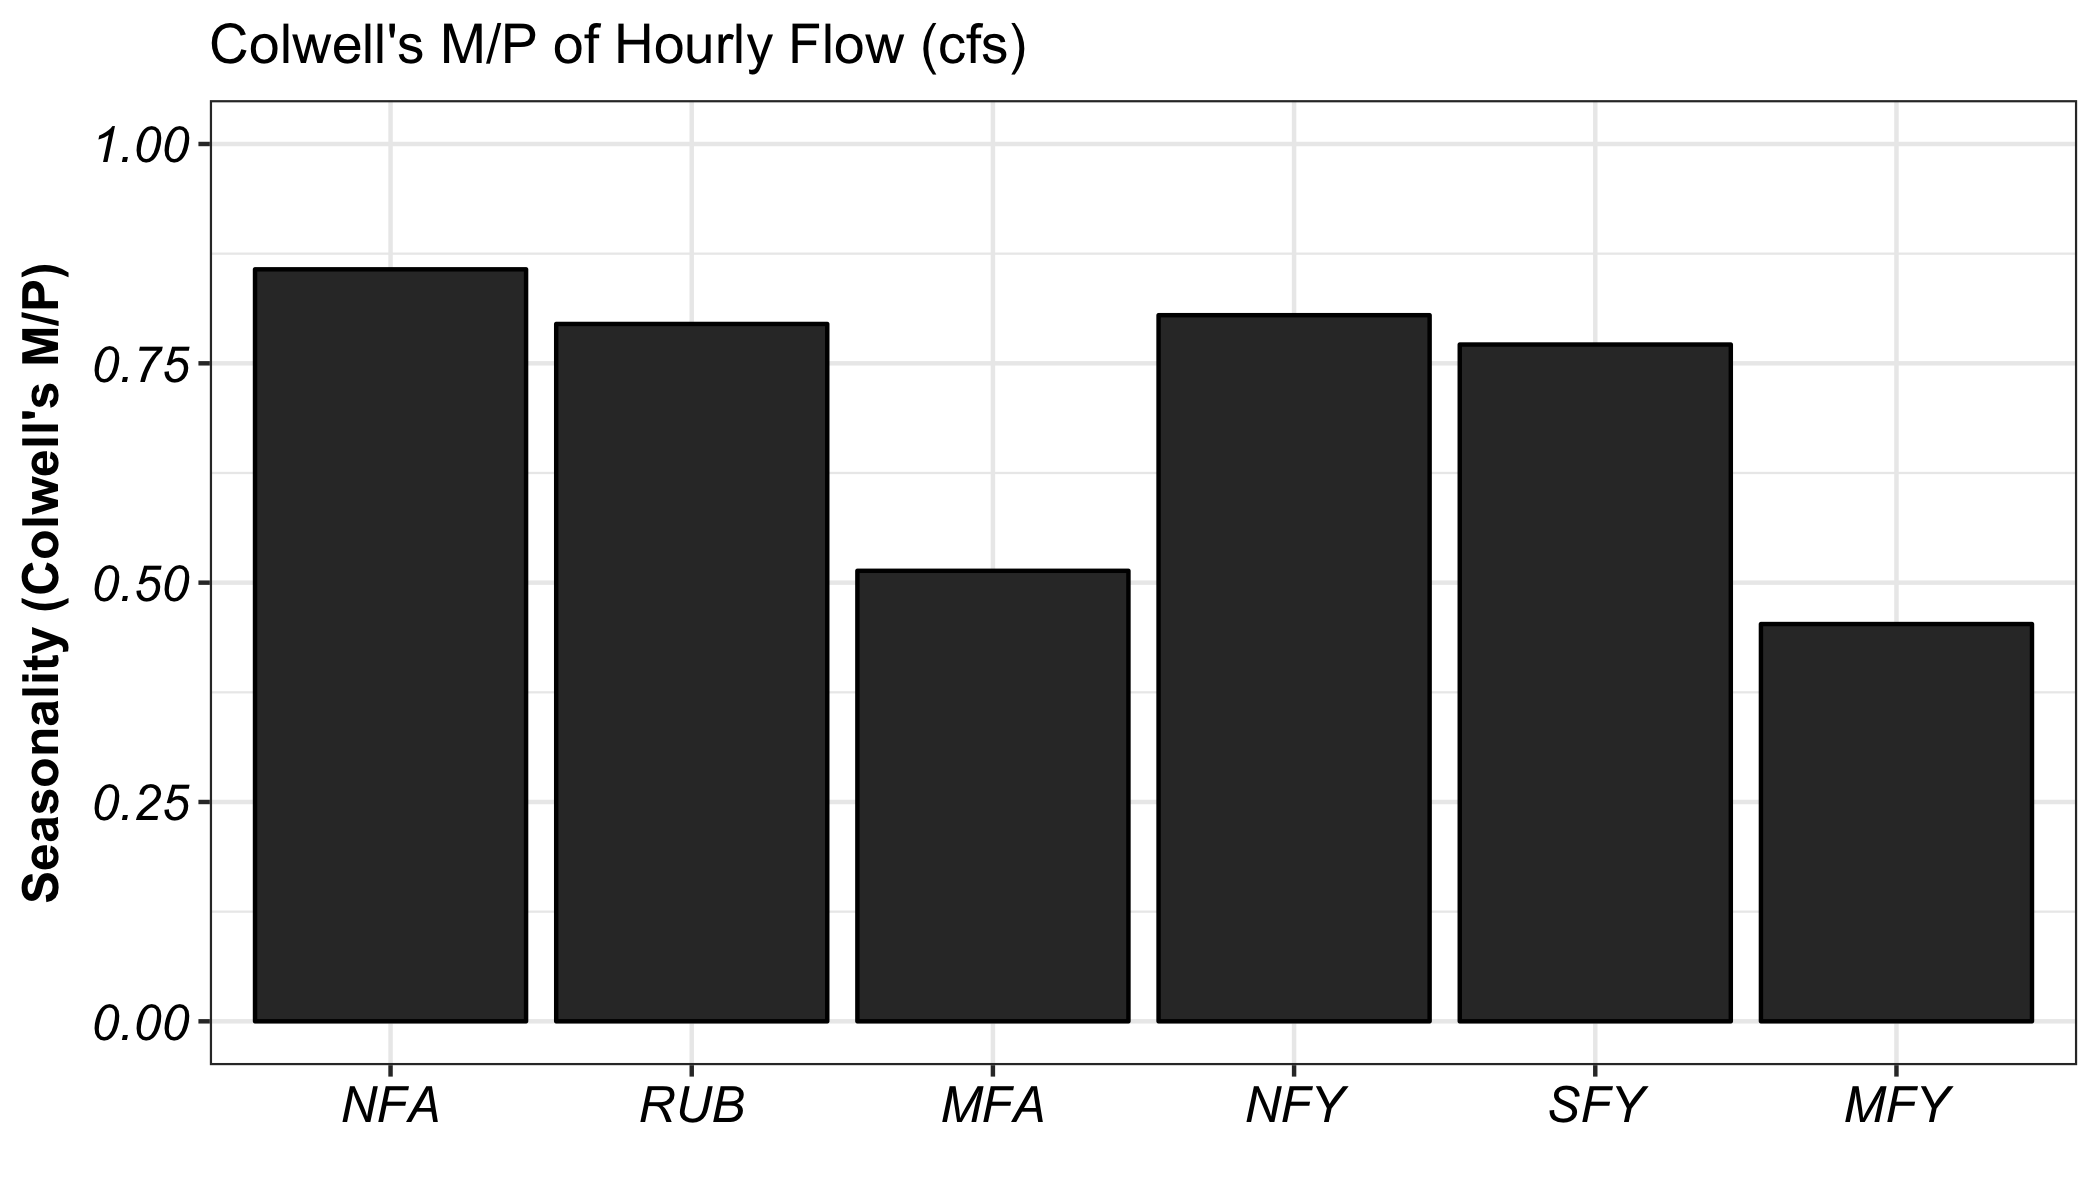 Colwell's M/P of Hourly Flow (cfs)
Seasonality (Colwell's M/P)
1.00
0.75
0.50
0.25
0.00
NFA RUB MFA NFY SFY MFY